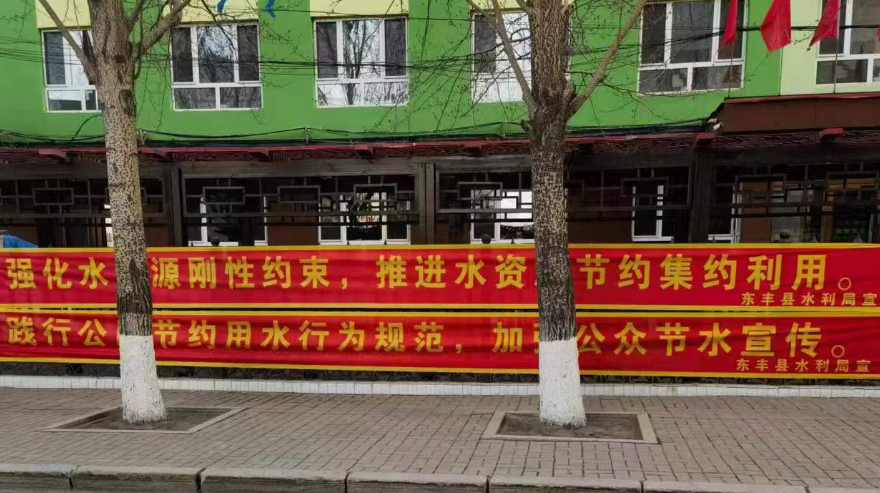 强化水源刚性约束，推进水资节约集约利用。
东丰县水利局宣
践行公节约用水行为规范，加强公众节水宣传。
东丰县水利局宣